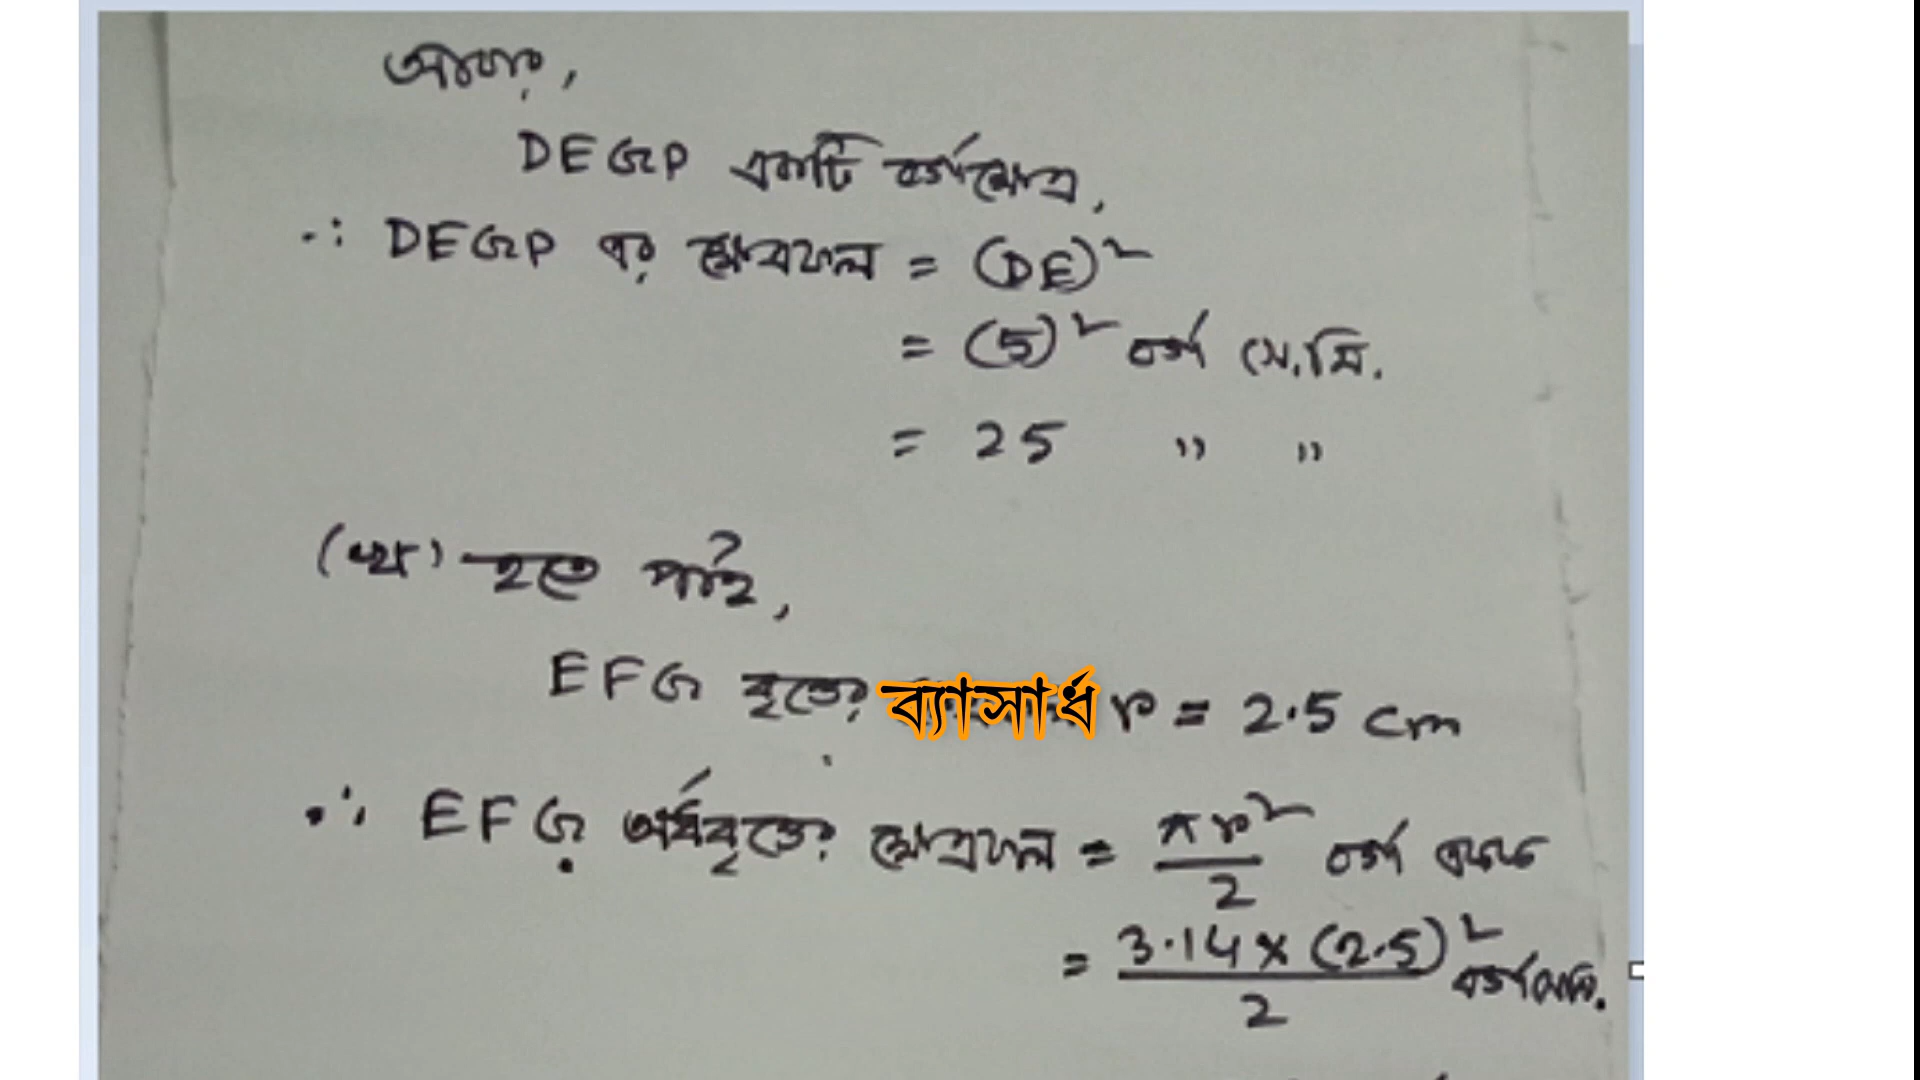 আবার,
DEGP একটি বর্গক্ষেত্র,
∴ DEGP এর ক্ষেত্রফল = (DE)²
= (5)² বর্গ সে.মি.
= 25 " "
(খ) হতে পাই,
EFG বৃত্তের ব্যাসার্ধ r = 2.5 cm
∴ EFG অর্ধবৃত্তের ক্ষেত্রফল = πr²/2 বর্গ একক
= 3.14 × (2.5)²/2 বর্গ সে.মি.